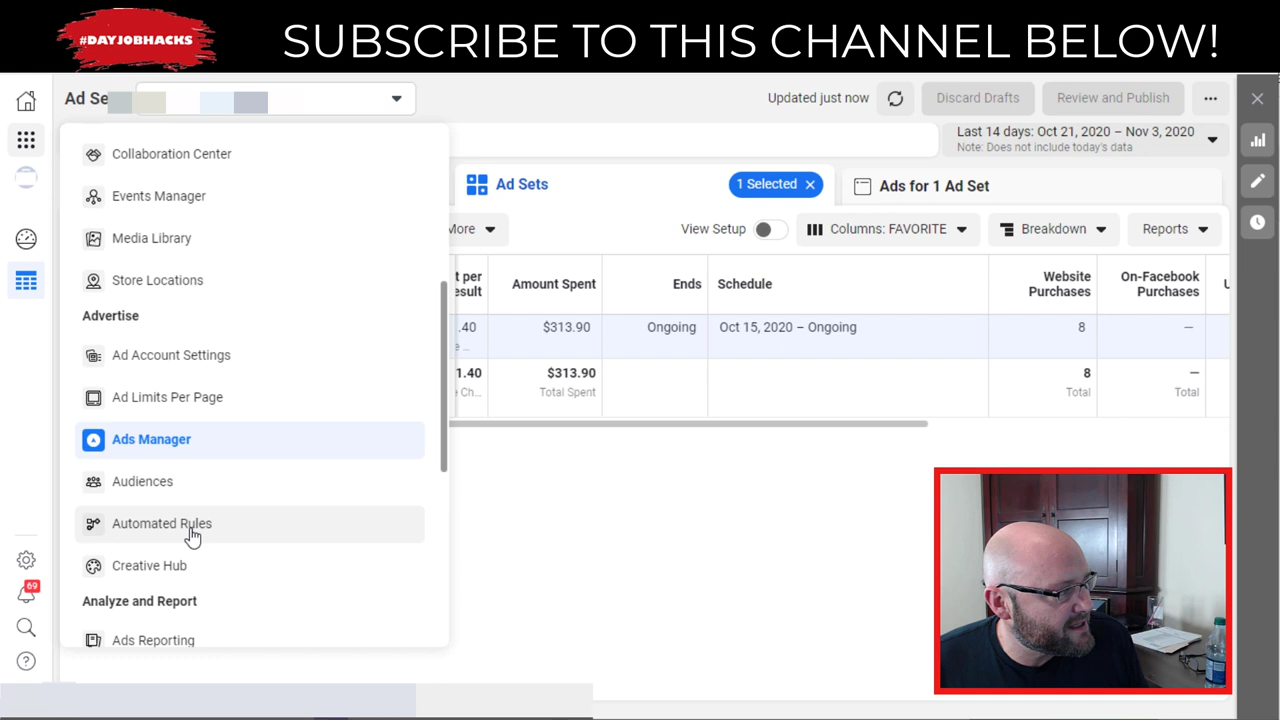 #DAYJOBHACKS
SUBSCRIBE TO THIS CHANNEL BELOW!
Ad Se
Updated just now
Discard Drafts
Review and Publish
Last 14 days: Oct 21, 2020 – Nov 3, 2020
Note: Does not include today's data
Collaboration Center
Events Manager
Media Library
Store Locations
Advertise
Ad Account Settings
Ad Limits Per Page
Ads Manager
Audiences
Automated Rules
Creative Hub
Analyze and Report
Ads Reporting
69
Ad Sets
1 Selected
Ads for 1 Ad Set
More
View Setup
Columns: FAVORITE
Breakdown
Reports
t per
esult
Amount Spent
Ends
Schedule
Website
Purchases
On-Facebook
Purchases
U
.40
e ...
$313.90
Ongoing
Oct 15, 2020 – Ongoing
8
—
1.40
e Ch...
$313.90
Total Spent
8
Total
—
Total